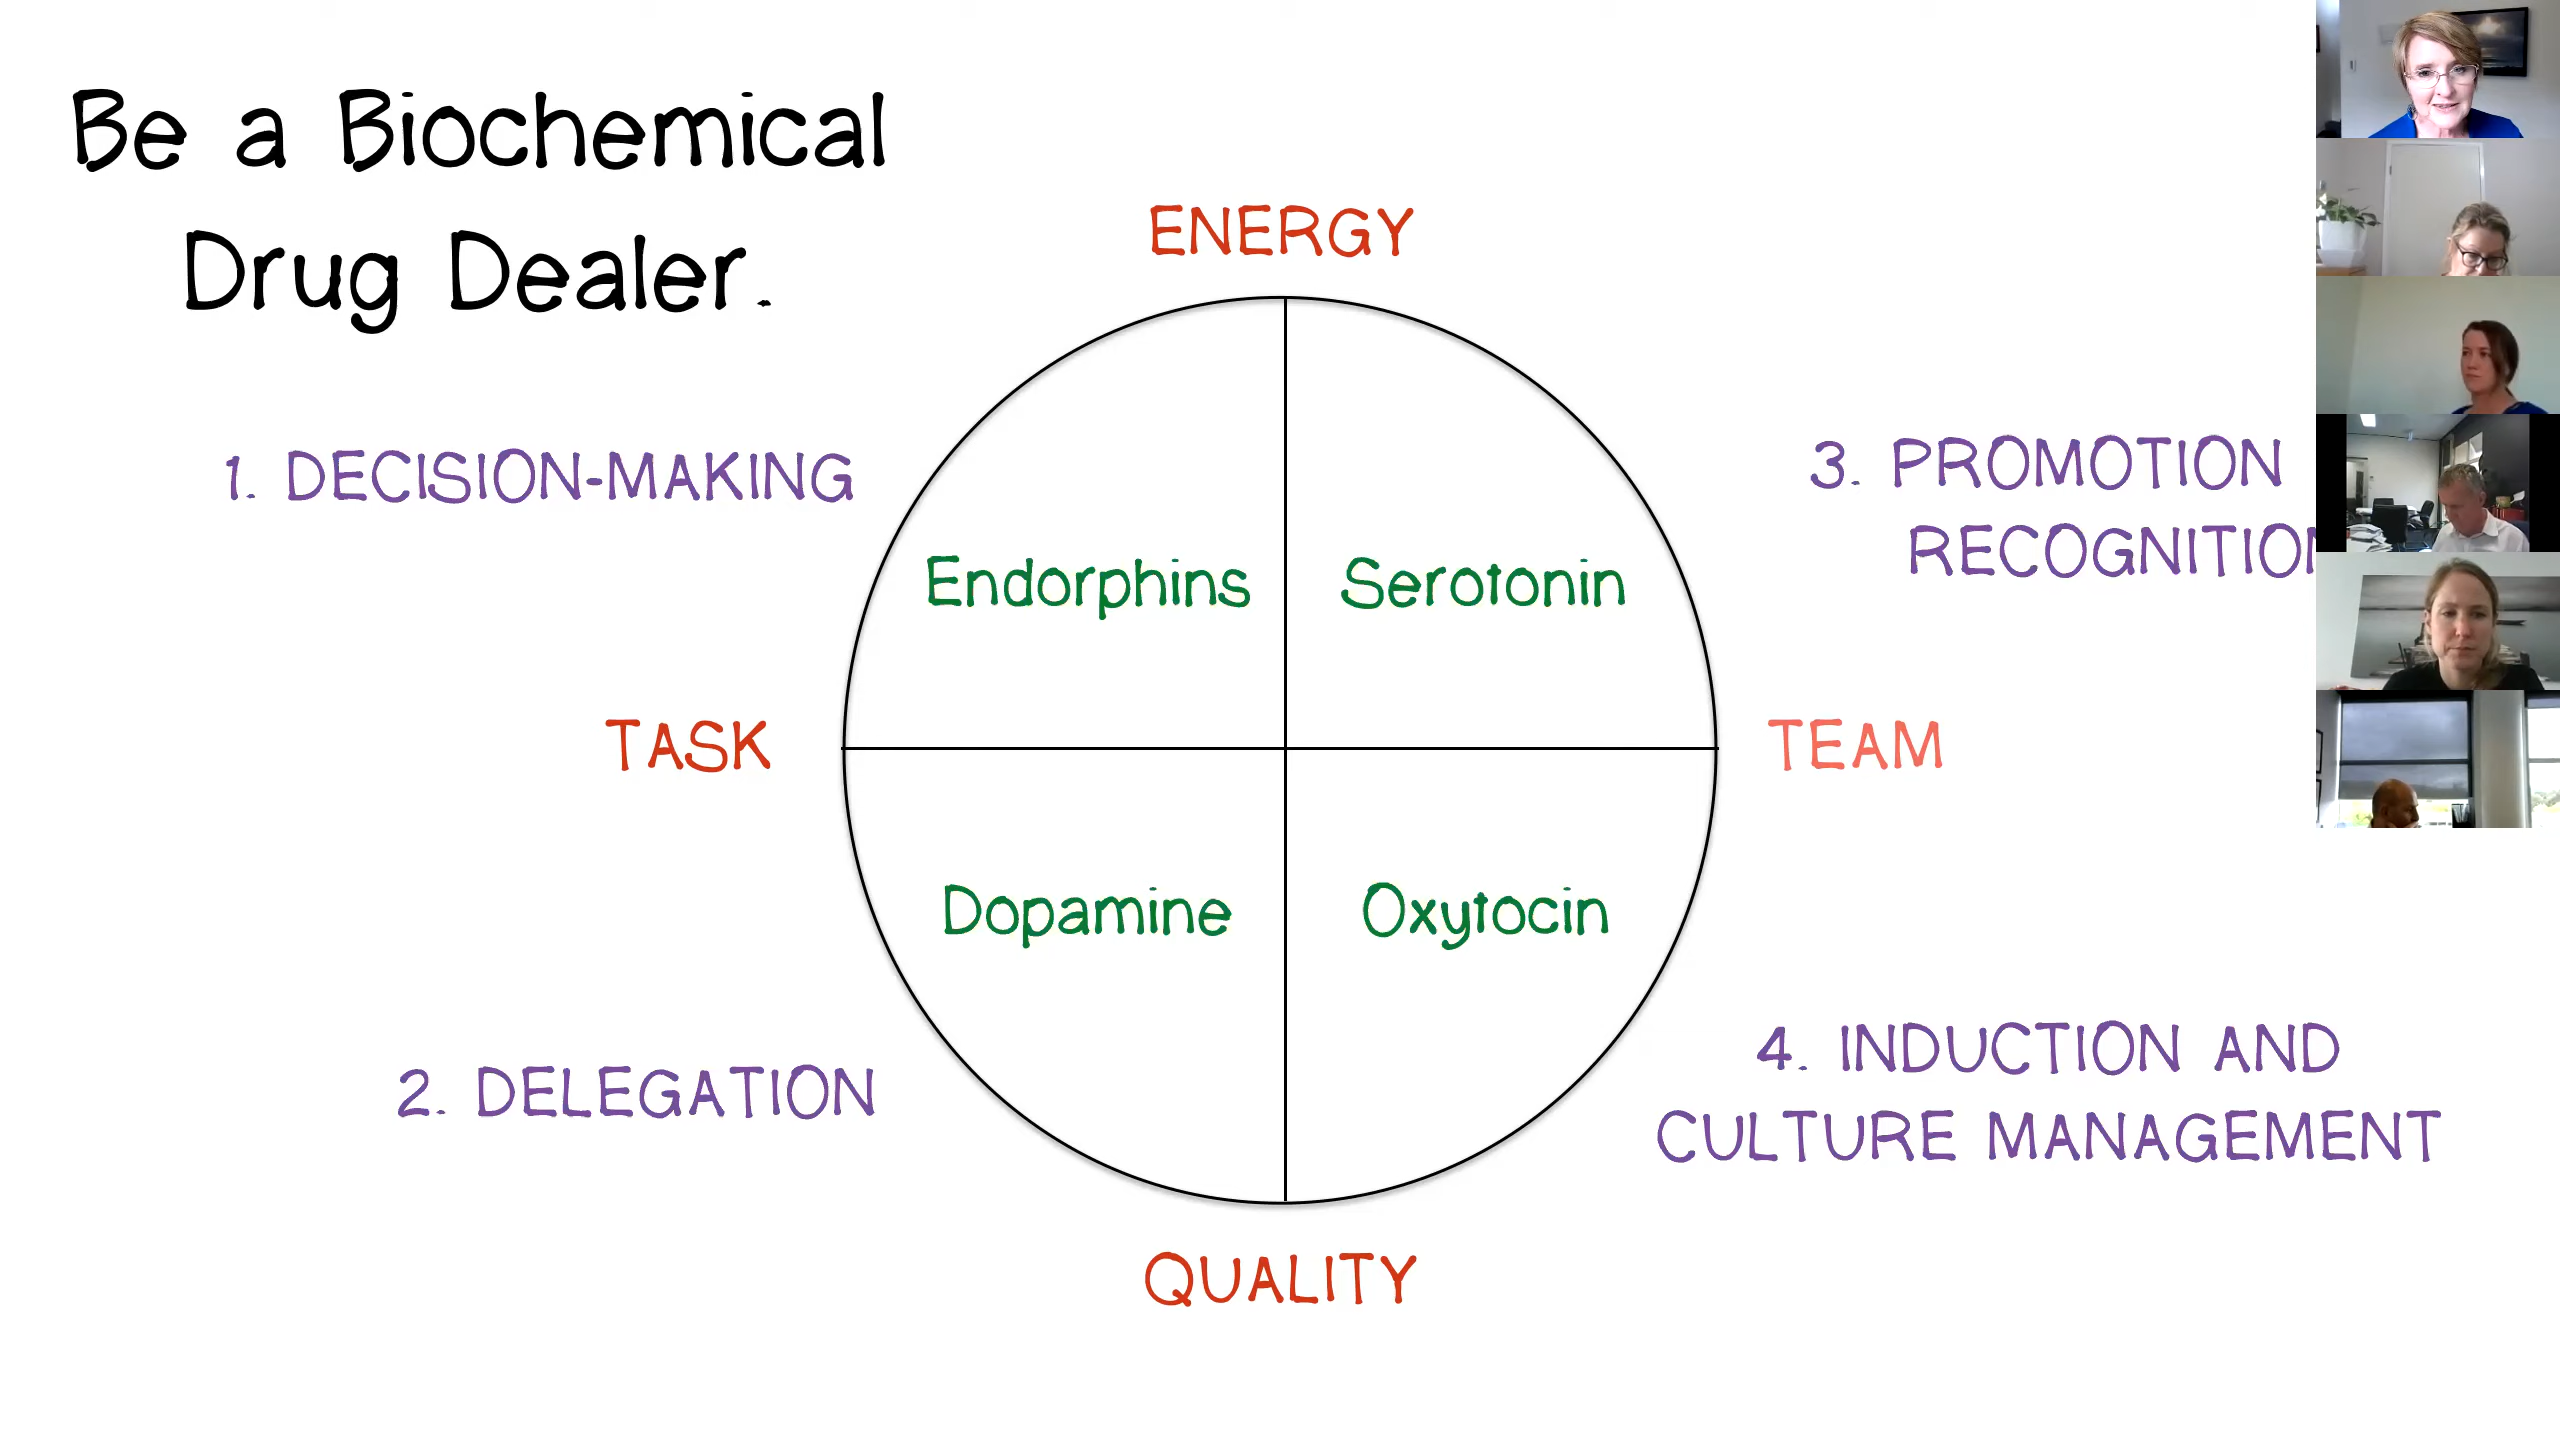 Be a Biochemical
Drug Dealer.
ENERGY
1. DECISION-MAKING
3. PROMOTION
RECOGNITION
Endorphins
Serotonin
TASK
TEAM
Dopamine
Oxytocin
2. DELEGATION
4. INDUCTION AND
CULTURE MANAGEMENT
QUALITY